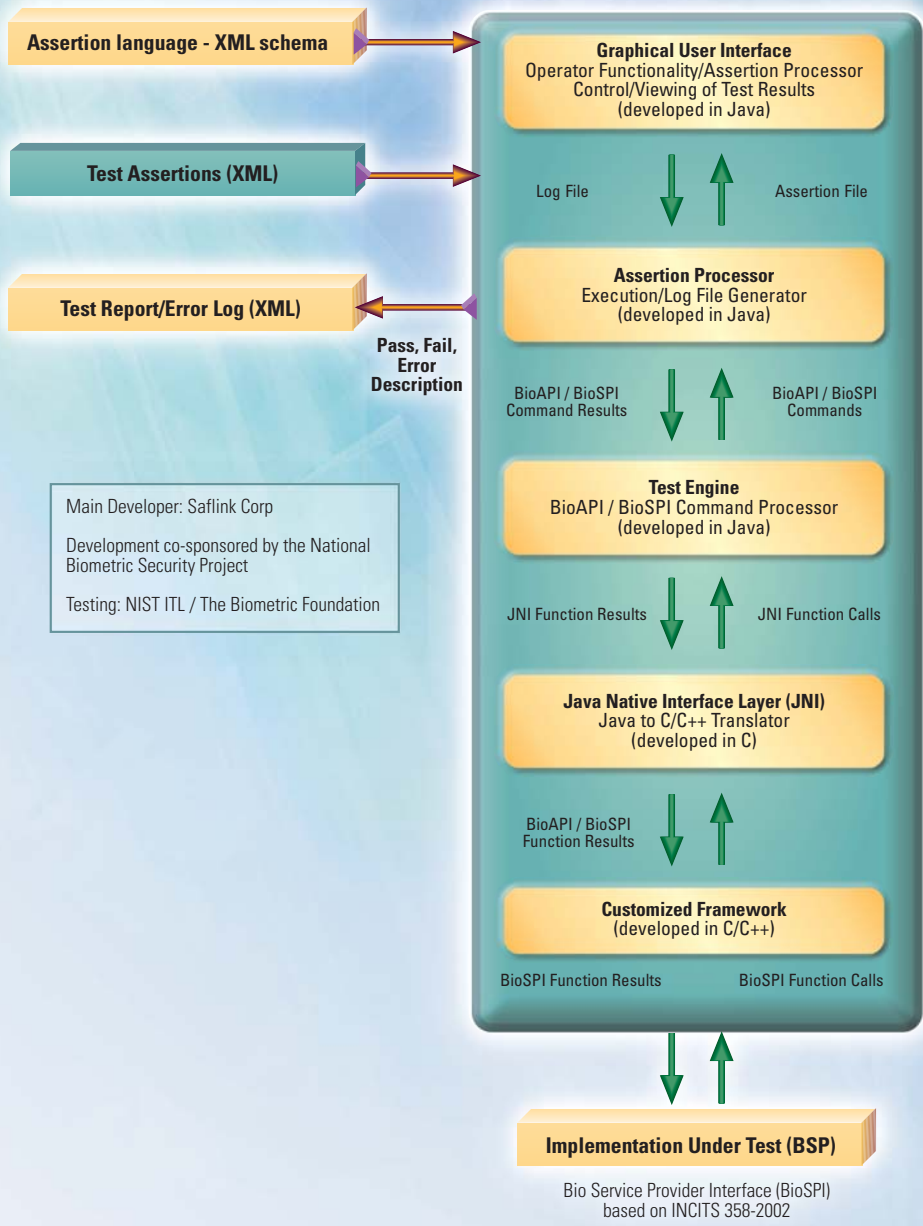 Assertion language - XML schema
Test Assertions (XML)
Test Report/Error Log (XML)
Pass, Fail,
Error
Description
Main Developer: Saflink Corp
Development co-sponsored by the National
Biometric Security Project
Testing: NIST ITL / The Biometric Foundation
Graphical User Interface
Operator Functionality/Assertion Processor
Control/Viewing of Test Results
(developed in Java)
Log File
Assertion File
Assertion Processor
Execution/Log File Generator
(developed in Java)
BioAPI / BioSPI
Command Results
BioAPI / BioSPI
Commands
Test Engine
BioAPI / BioSPI Command Processor
(developed in Java)
JNI Function Results
JNI Function Calls
Java Native Interface Layer (JNI)
Java to C/C++ Translator
(developed in C)
BioAPI / BioSPI
Function Results
Customized Framework
(developed in C/C++)
BioSPI Function Results
BioSPI Function Calls
Implementation Under Test (BSP)
Bio Service Provider Interface (BioSPI)
based on INCITS 358-2002